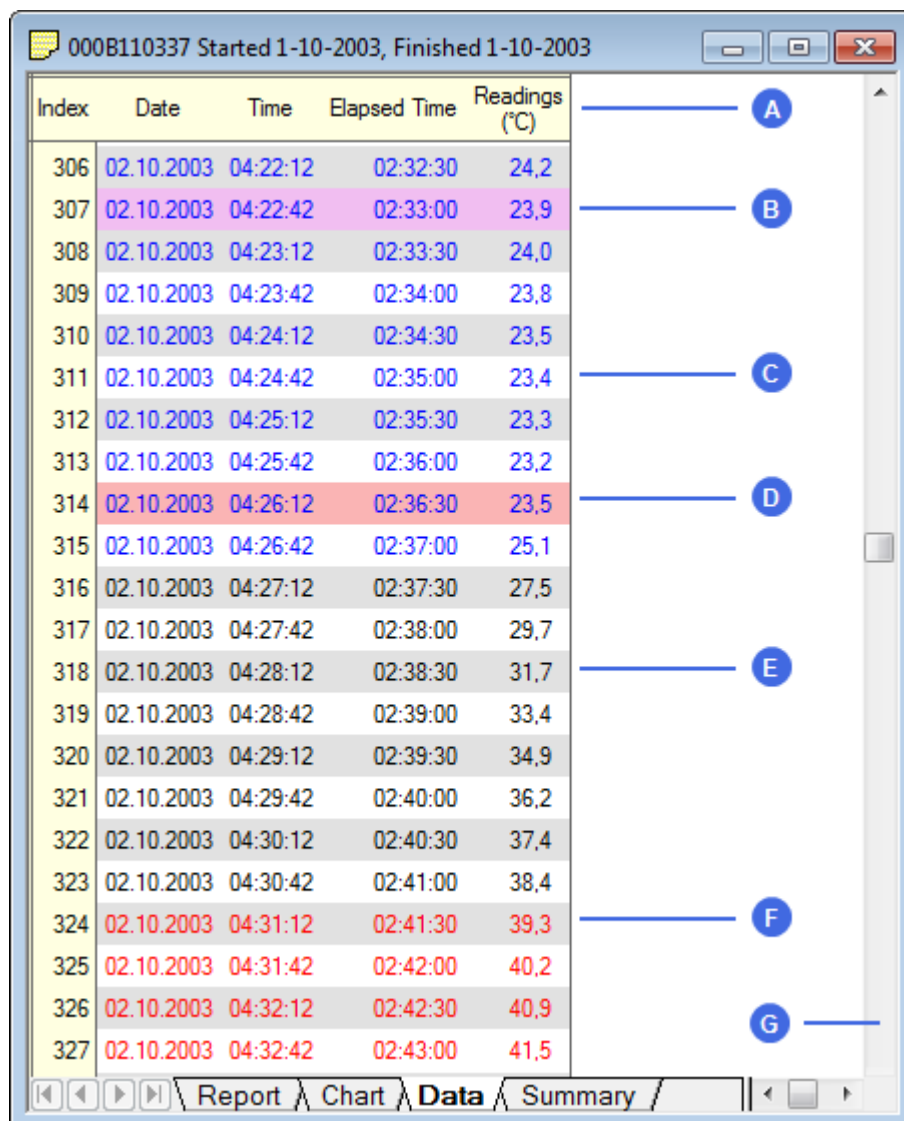 000B110337 Started 1-10-2003, Finished 1-10-2003
Index Date Time Elapsed Time Readings (°C) A
306 02.10.2003 04:22:12 02:32:30 24,2
307 02.10.2003 04:22:42 02:33:00 23,9 B
308 02.10.2003 04:23:12 02:33:30 24,0
309 02.10.2003 04:23:42 02:34:00 23,8
310 02.10.2003 04:24:12 02:34:30 23,5
311 02.10.2003 04:24:42 02:35:00 23,4 C
312 02.10.2003 04:25:12 02:35:30 23,3
313 02.10.2003 04:25:42 02:36:00 23,2
314 02.10.2003 04:26:12 02:36:30 23,5 D
315 02.10.2003 04:26:42 02:37:00 25,1
316 02.10.2003 04:27:12 02:37:30 27,5
317 02.10.2003 04:27:42 02:38:00 29,7
318 02.10.2003 04:28:12 02:38:30 31,7 E
319 02.10.2003 04:28:42 02:39:00 33,4
320 02.10.2003 04:29:12 02:39:30 34,9
321 02.10.2003 04:29:42 02:40:00 36,2
322 02.10.2003 04:30:12 02:40:30 37,4
323 02.10.2003 04:30:42 02:41:00 38,4
324 02.10.2003 04:31:12 02:41:30 39,3 F
325 02.10.2003 04:31:42 02:42:00 40,2
326 02.10.2003 04:32:12 02:42:30 40,9 G
327 02.10.2003 04:32:42 02:43:00 41,5
Report Chart Data Summary